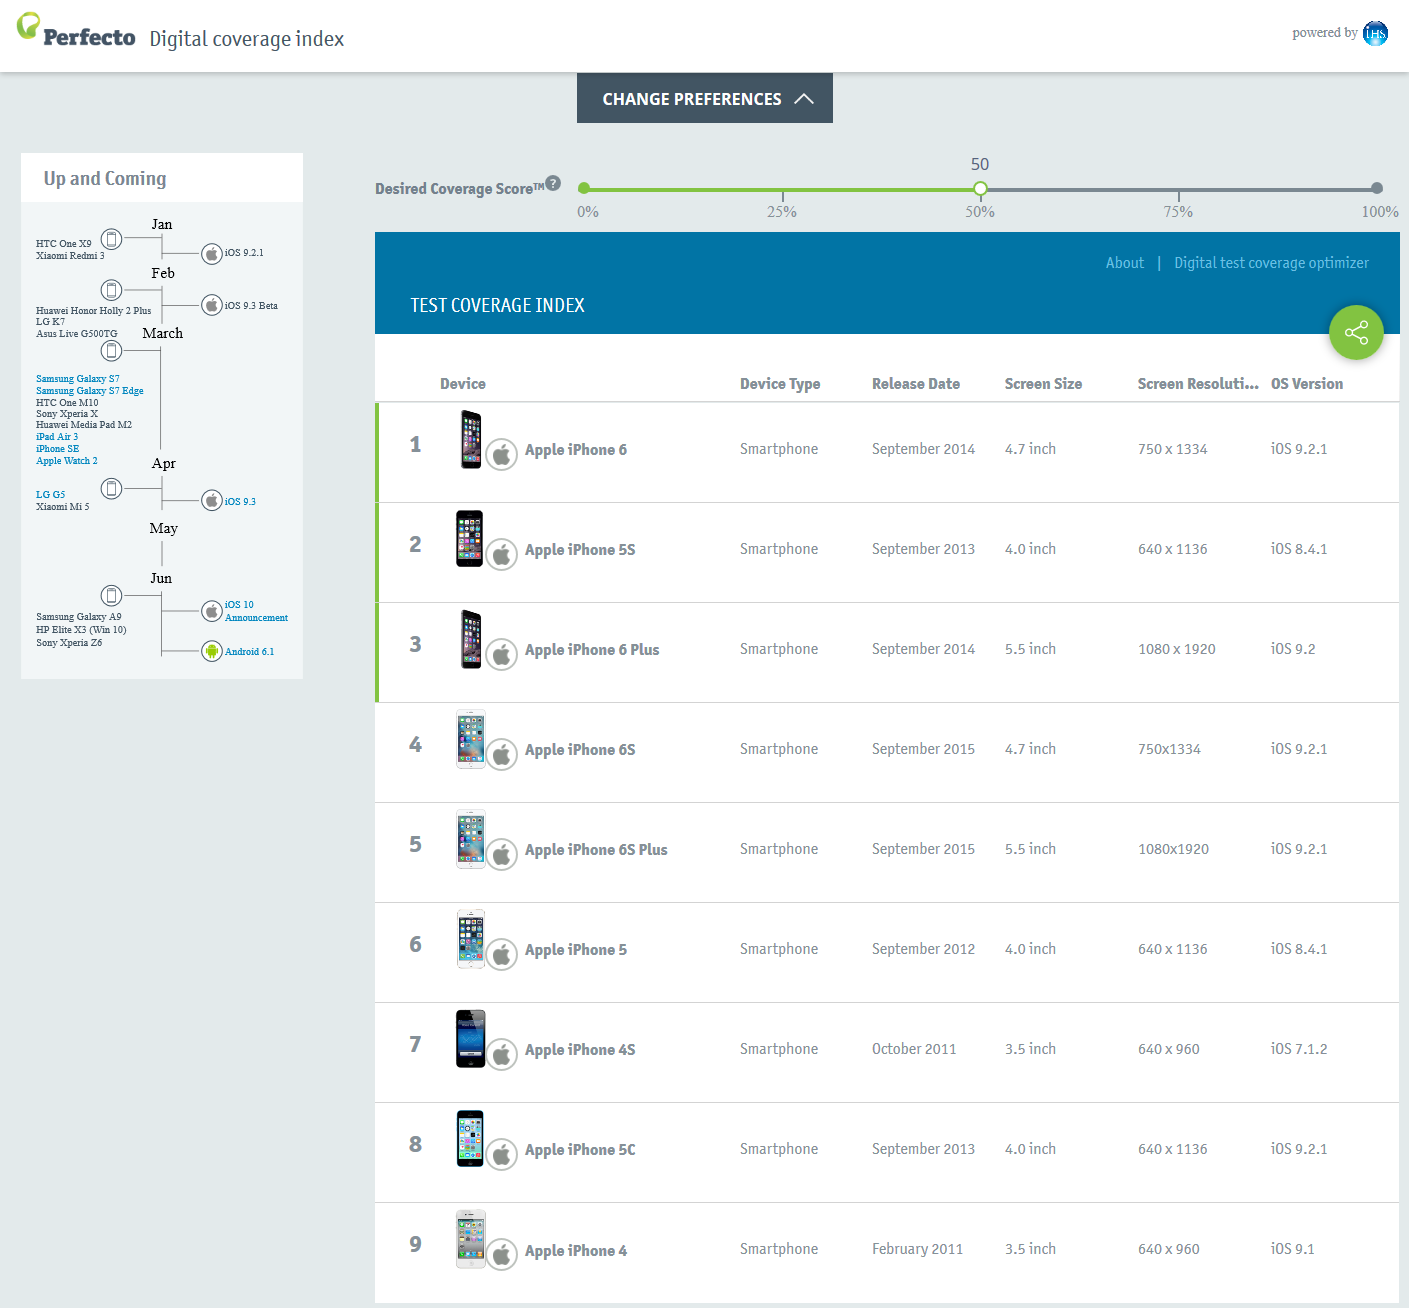 Perfecto Digital coverage index
powered by iHS
CHANGE PREFERENCES
Up and Coming
Jan
HTC One X9
Xiaomi Redmi 3
iOS 9.2.1
Feb
iOS 9.3 Beta
Huawei Honor Holly 2 Plus
LG K7
Asus Live G500TG
March
Samsung Galaxy S7
Samsung Galaxy S7 Edge
HTC One M10
Sony Xperia X
Huawei Media Pad M2
iPad Air 3
iPhone SE
Apple Watch 2
Apr
LG G5
Xiaomi Mi 5
iOS 9.3
May
Jun
iOS 10
Announcement
Samsung Galaxy A9
HP Elite X3 (Win 10)
Sony Xperia Z6
Android 6.1
50
Desired Coverage Score™ ?
0% 25% 50% 75% 100%
About | Digital test coverage optimizer
TEST COVERAGE INDEX
Device Device Type Release Date Screen Size Screen Resoluti... OS Version
1 Apple iPhone 6 Smartphone September 2014 4.7 inch 750 x 1334 iOS 9.2.1
2 Apple iPhone 5S Smartphone September 2013 4.0 inch 640 x 1136 iOS 8.4.1
3 Apple iPhone 6 Plus Smartphone September 2014 5.5 inch 1080 x 1920 iOS 9.2
4 Apple iPhone 6S Smartphone September 2015 4.7 inch 750x1334 iOS 9.2.1
5 Apple iPhone 6S Plus Smartphone September 2015 5.5 inch 1080x1920 iOS 9.2.1
6 Apple iPhone 5 Smartphone September 2012 4.0 inch 640 x 1136 iOS 8.4.1
7 Apple iPhone 4S Smartphone October 2011 3.5 inch 640 x 960 iOS 7.1.2
8 Apple iPhone 5C Smartphone September 2013 4.0 inch 640 x 1136 iOS 9.2.1
9 Apple iPhone 4 Smartphone February 2011 3.5 inch 640 x 960 iOS 9.1